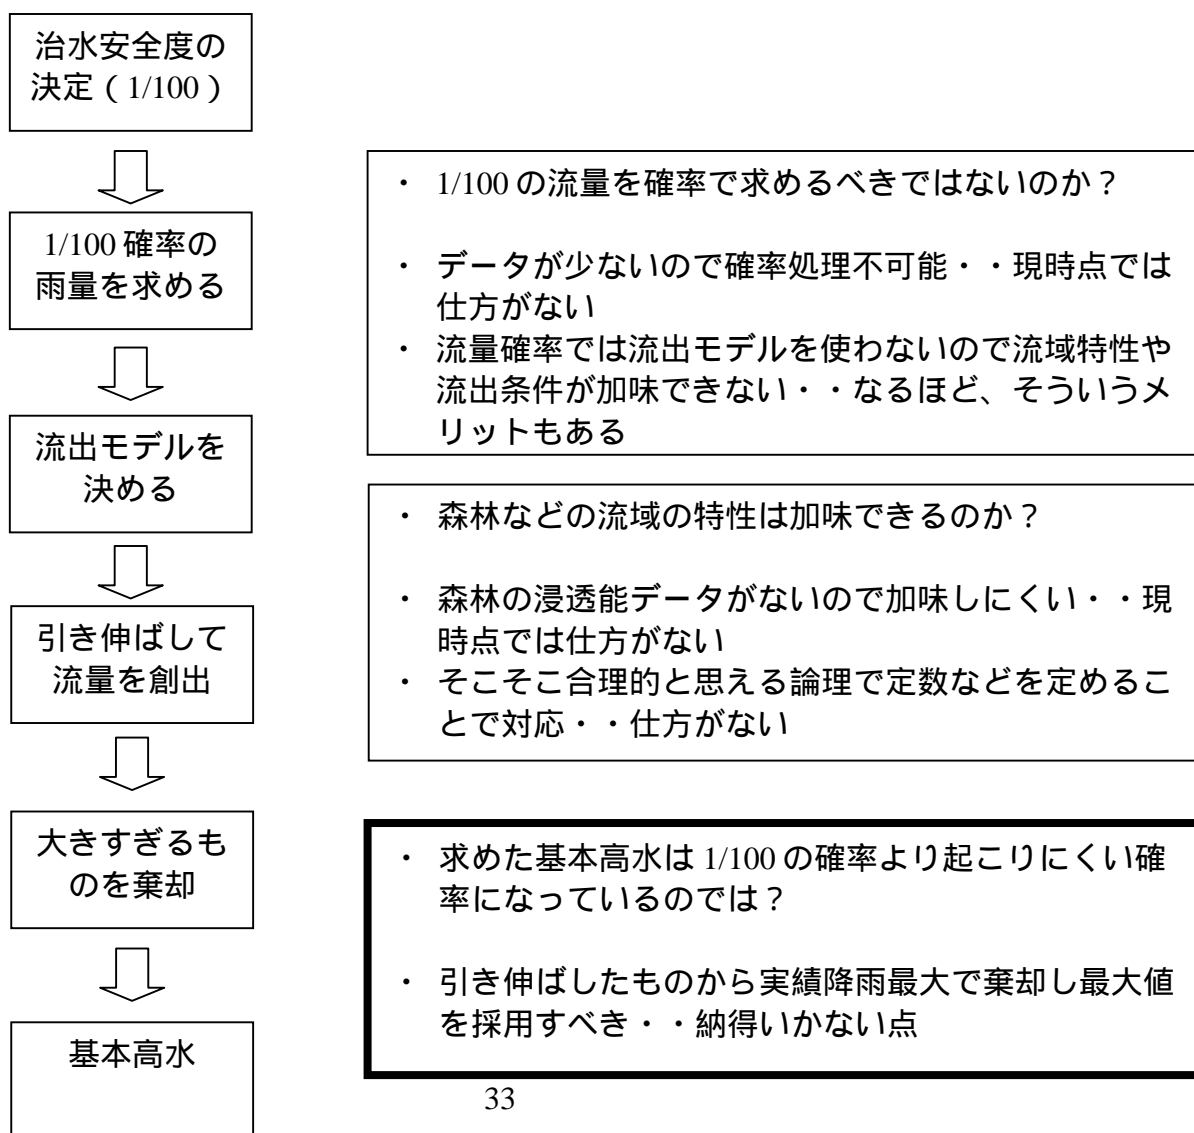 治水安全度の
決定（1/100）
1/100 確率の
雨量を求める
流出モデルを
決める
引き伸ばして
流量を創出
大きすぎるも
のを棄却
基本高水
・ 1/100 の流量を確率で求めるべきではないのか？
・ データが少ないので確率処理不可能・・現時点では
仕方がない
・ 流量確率では流出モデルを使わないので流域特性や
流出条件が加味できない・・なるほど、そういうメ
リットもある
・ 森林などの流域の特性は加味できるのか？
・ 森林の浸透能データがないので加味しにくい・・現
時点では仕方がない
・ そこそこ合理的と思える論理で定数などを定めるこ
とで対応・・仕方がない
・ 求めた基本高水は 1/100 の確率より起こりにくい確
率になっているのでは？
・ 引き伸ばしたものから実績降雨最大で棄却し最大値
を採用すべき・・納得いかない点
33